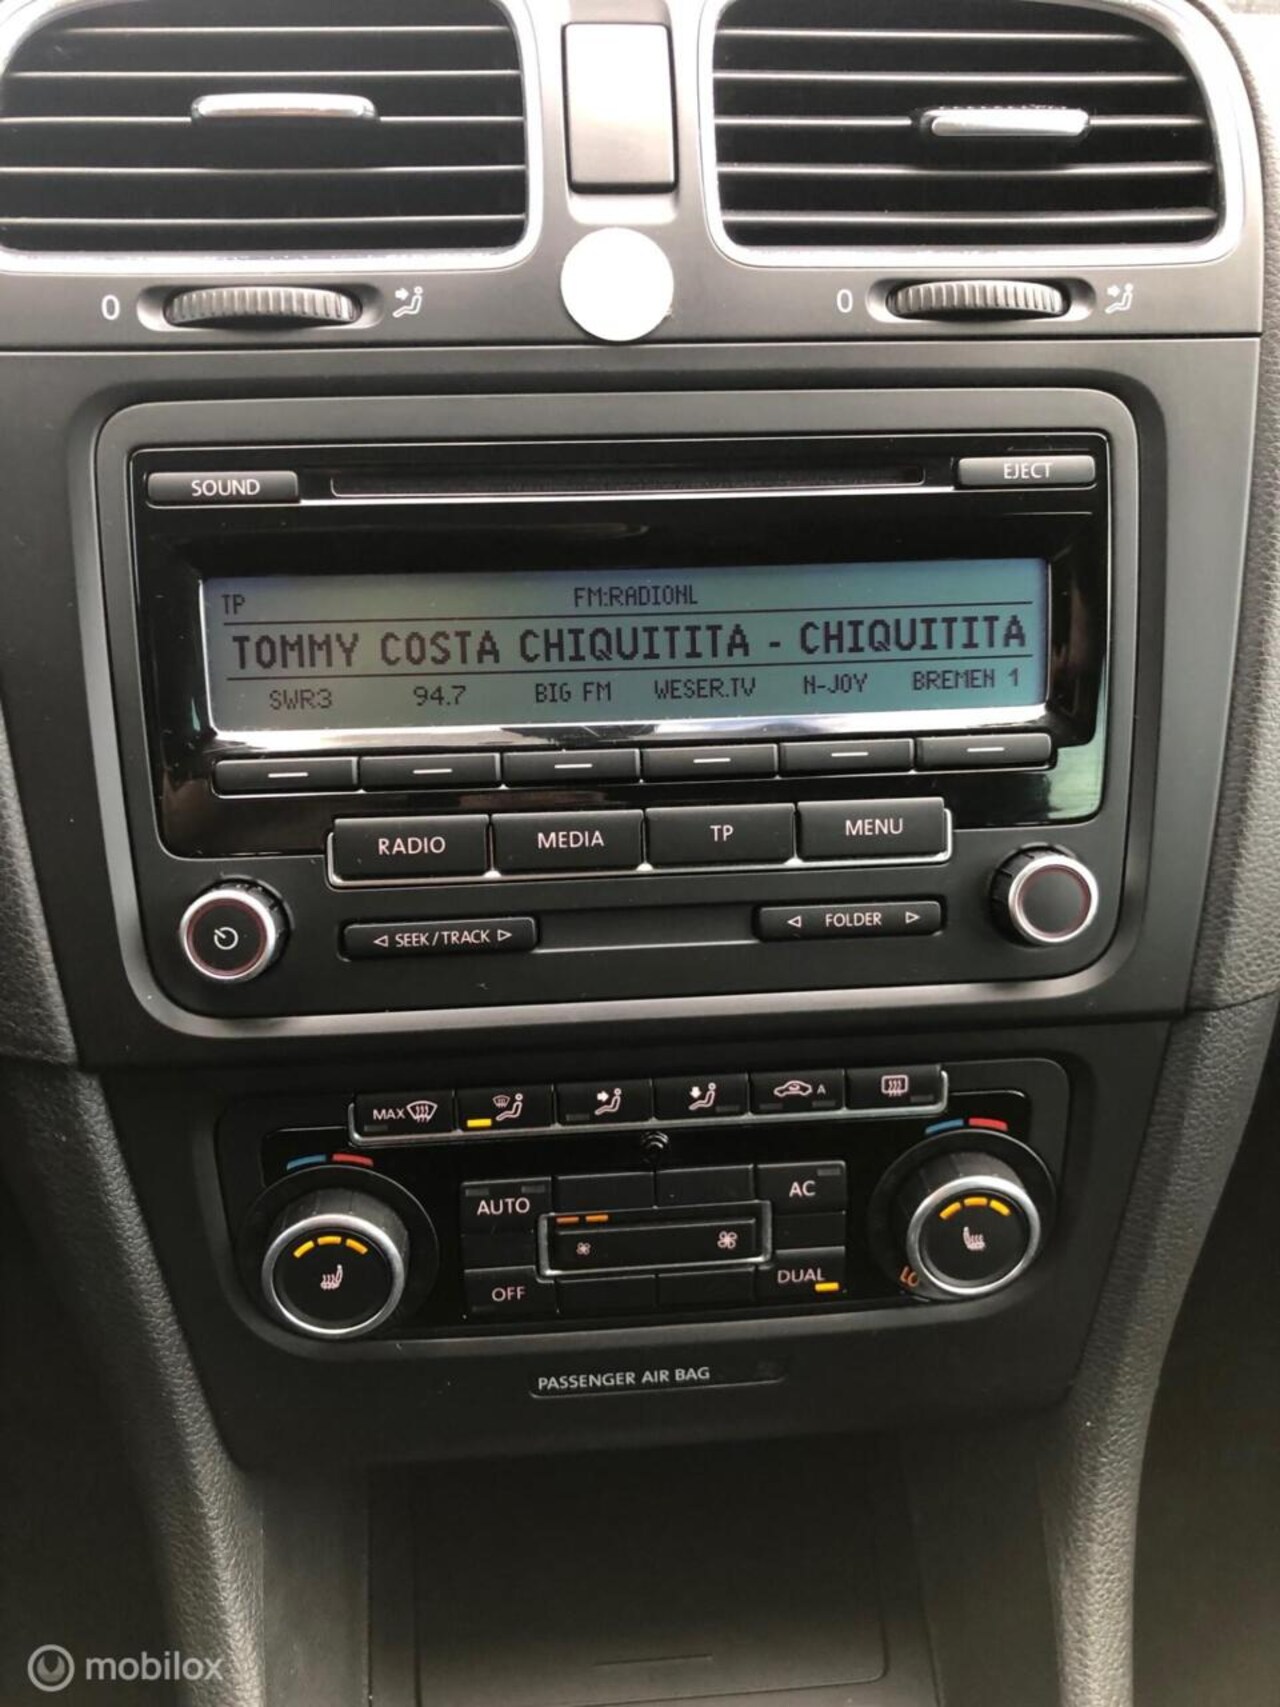 0 0
SOUND EJECT
TP FM:RADIONL
TOMMY COSTA CHIQUITITA - CHIQUITITA
SWR3 94.7 BIG FM WESER.TV N-JOY BREMEN 1
RADIO MEDIA TP MENU
◁ SEEK/TRACK ▷ ◁ FOLDER ▷
MAX A
AUTO AC
OFF DUAL LO
PASSENGER AIR BAG
mobilox